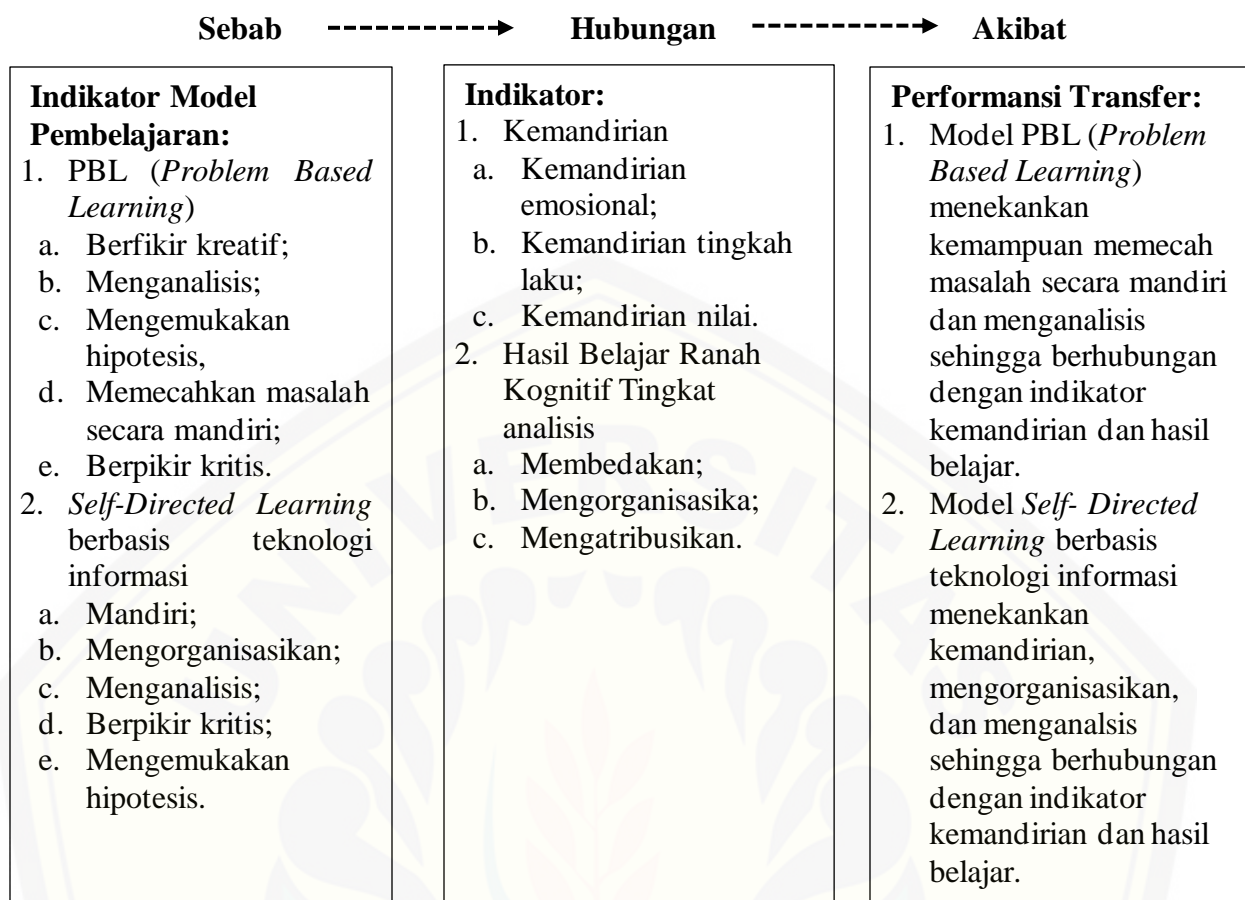 Sebab Hubungan Akibat
Indikator Model
Pembelajaran:
1. PBL (Problem Based
Learning)
a. Berfikir kreatif;
b. Menganalisis;
c. Mengemukakan
hipotesis,
d. Memecahkan masalah
secara mandiri;
e. Berpikir kritis.
2. Self-Directed Learning
berbasis teknologi
informasi
a. Mandiri;
b. Mengorganisasikan;
c. Menganalisis;
d. Berpikir kritis;
e. Mengemukakan
hipotesis.
Indikator:
1. Kemandirian
a. Kemandirian
emosional;
b. Kemandirian tingkah
laku;
c. Kemandirian nilai.
2. Hasil Belajar Ranah
Kognitif Tingkat
analisis
a. Membedakan;
b. Mengorganisasika;
c. Mengatribusikan.
Performansi Transfer:
1. Model PBL (Problem
Based Learning)
menekankan
kemampuan memecah
masalah secara mandiri
dan menganalisis
sehingga berhubungan
dengan indikator
kemandirian dan hasil
belajar.
2. Model Self- Directed
Learning berbasis
teknologi informasi
menekankan
kemandirian,
mengorganisasikan,
dan menganalsis
sehingga berhubungan
dengan indikator
kemandirian dan hasil
belajar.
UNIVERSITAS